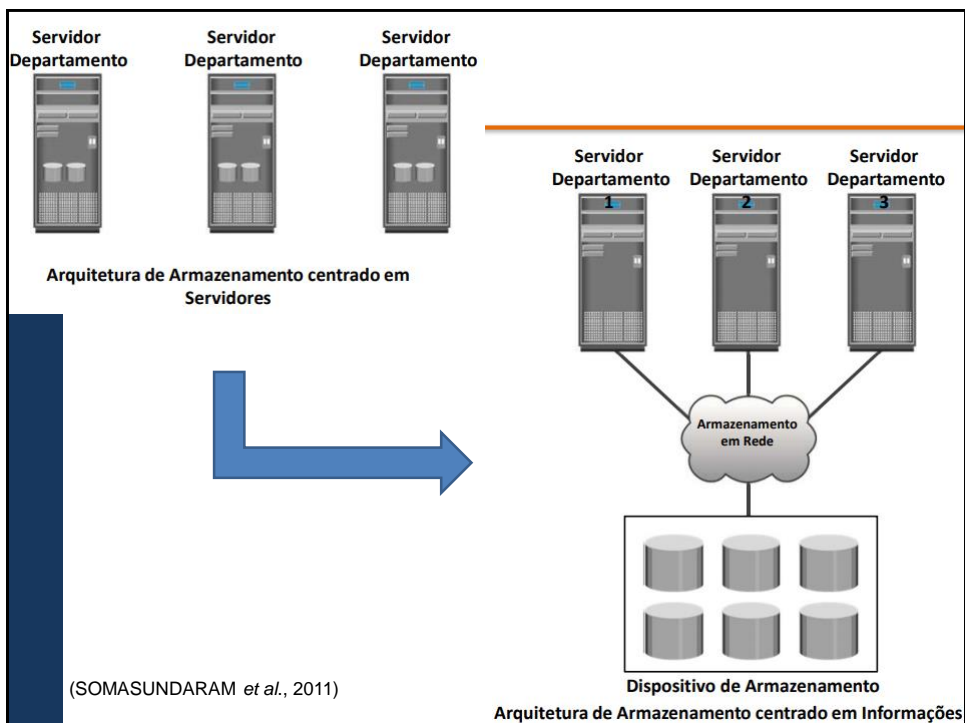 Servidor
Departamento
Servidor
Departamento
Servidor
Departamento
Arquitetura de Armazenamento centrado em
Servidores
Servidor
Departamento
1
Servidor
Departamento
2
Servidor
Departamento
3
Armazenamento
em Rede
Dispositivo de Armazenamento
Arquitetura de Armazenamento centrado em Informações
(SOMASUNDARAM et al., 2011)